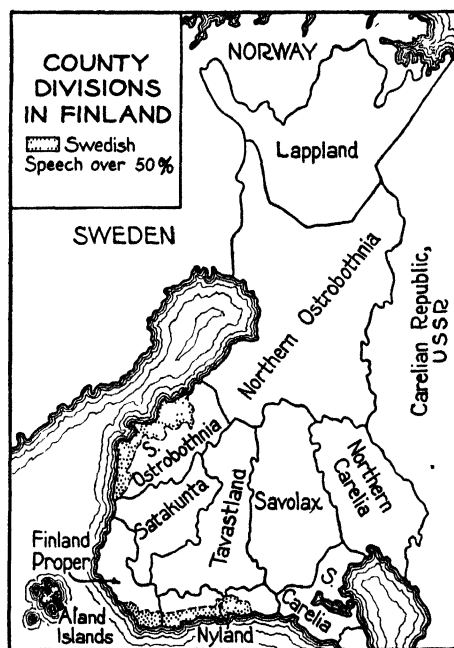 COUNTY
DIVISIONS
IN FINLAND
Swedish
Speech over 50%
NORWAY
Lappland
SWEDEN
Northern Ostrobothnia
Carelian Republic,
USSR
S.
Ostrobothnia
Satakunta
Tavastland
Savolax
Northern
Carelia
Finland
Proper
S.
Carelia
Åland
Islands
Nyland